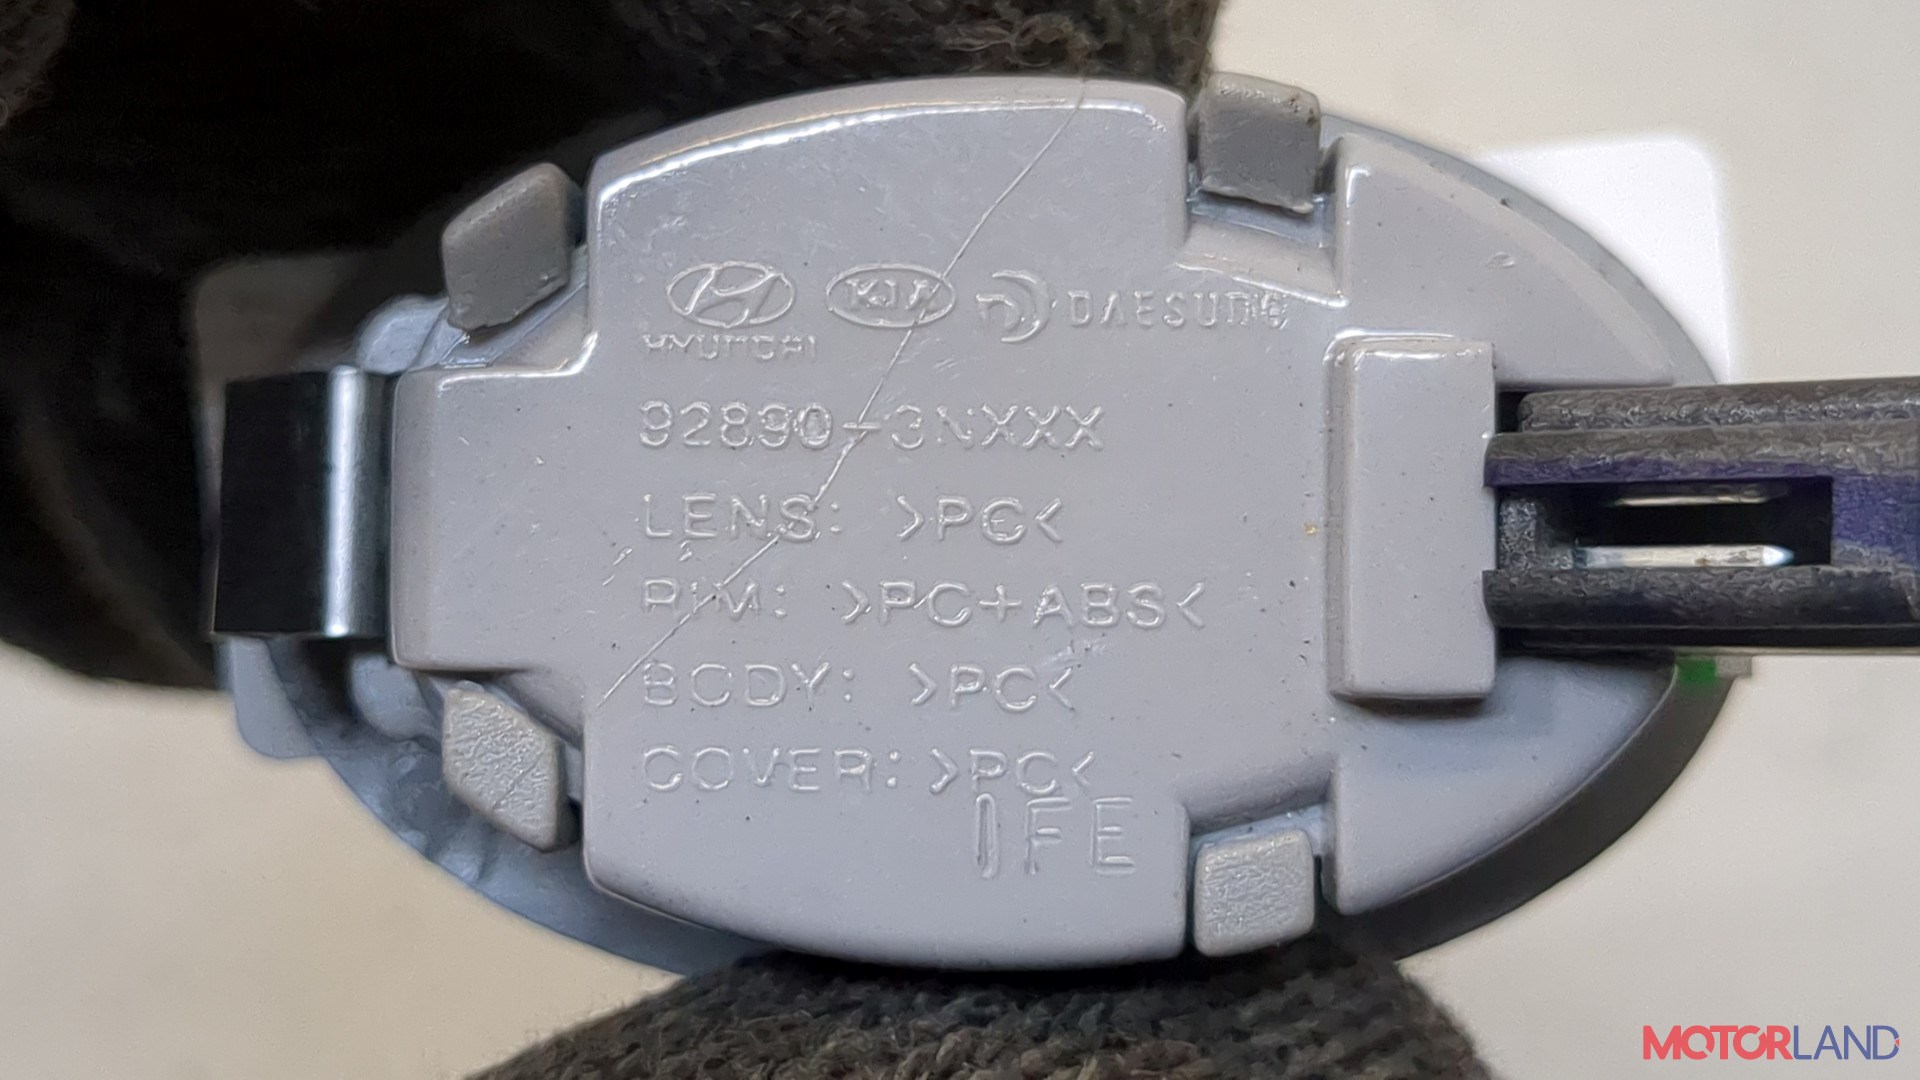 KIA DAESUNG
HYUNDAI
92890-3NXXX
LENS: >PC<
RIM: >PC+ABS<
BODY: >PC<
COVER: >PC<
IFE
MOTORLAND